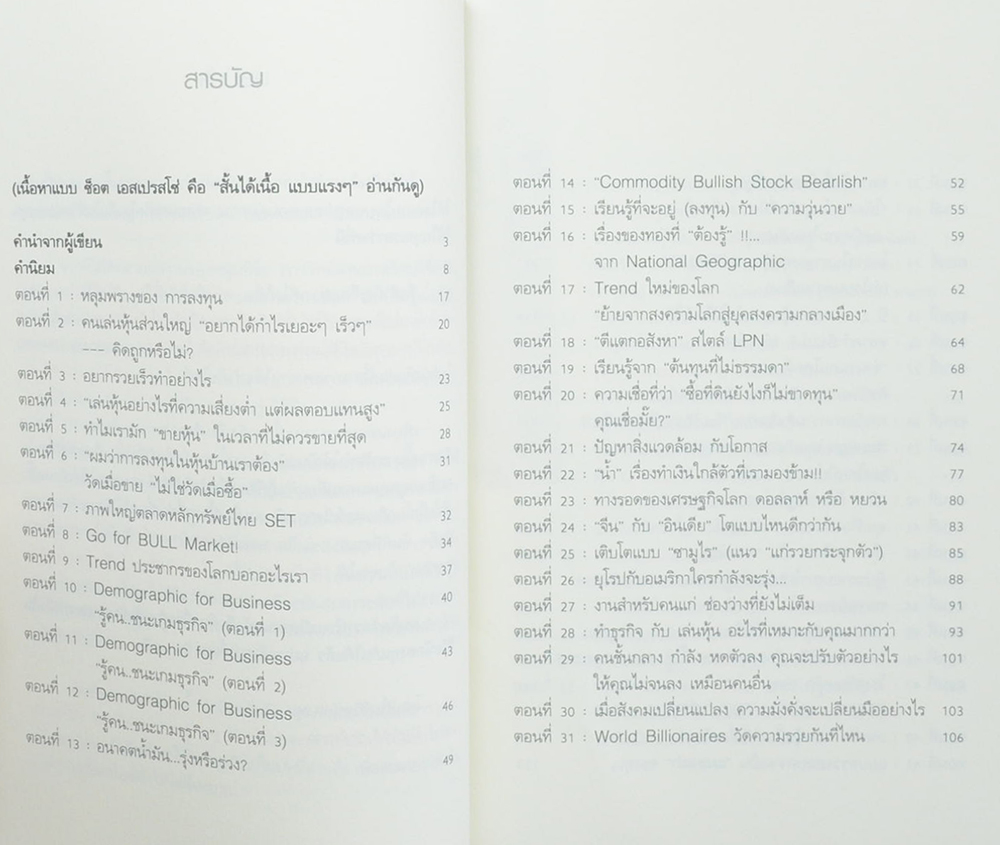 สารบัญ
(เนื้อหาแบบ ช็อต เอสเปรสโซ่ คือ "สั้นได้เนื้อ แบบแรงๆ" อ่านกันดู)
คำนำจากผู้เขียน 3
คำนิยม 8
ตอนที่ 1 : หลุมพรางของ การลงทุน 17
ตอนที่ 2 : คนเล่นหุ้นส่วนใหญ่ "อยากได้กำไรเยอะๆ เร็วๆ" 20
--- คิดถูกหรือไม่?
ตอนที่ 3 : อยากรวยเร็วทำอย่างไร 23
ตอนที่ 4 : "เล่นหุ้นอย่างไรที่ความเสี่ยงต่ำ แต่ผลตอบแทนสูง" 25
ตอนที่ 5 : ทำไมเรามัก "ขายหุ้น" ในเวลาที่ไม่ควรขายที่สุด 28
ตอนที่ 6 : "ผมว่าการลงทุนในหุ้นบ้านเราต้อง" 31
วัดเมื่อขาย "ไม่ใช่วัดเมื่อซื้อ"
ตอนที่ 7 : ภาพใหญ่ตลาดหลักทรัพย์ไทย SET 32
ตอนที่ 8 : Go for BULL Market! 34
ตอนที่ 9 : Trend ประชากรของโลกบอกอะไรเรา 37
ตอนที่ 10 : Demographic for Business 40
"รู้คน..ชนะเกมธุรกิจ" (ตอนที่ 1)
ตอนที่ 11 : Demographic for Business 43
"รู้คน..ชนะเกมธุรกิจ" (ตอนที่ 2)
ตอนที่ 12 : Demographic for Business 46
"รู้คน..ชนะเกมธุรกิจ" (ตอนที่ 3)
ตอนที่ 13 : อนาคตน้ำมัน...รุ่งหรือร่วง? 49
ตอนที่ 14 : "Commodity Bullish Stock Bearlish" 52
ตอนที่ 15 : เรียนรู้ที่จะอยู่ (ลงทุน) กับ "ความวุ่นวาย" 55
ตอนที่ 16 : เรื่องของทองที่ "ต้องรู้" !!... 59
จาก National Geographic
ตอนที่ 17 : Trend ใหม่ของโลก 62
"ย้ายจากสงครามโลกสู่ยุคสงครามกลางเมือง"
ตอนที่ 18 : "ตีแตกอสังหา" สไตล์ LPN 64
ตอนที่ 19 : เรียนรู้จาก "ต้นทุนที่ไม่ธรรมดา" 68
ตอนที่ 20 : ความเชื่อที่ว่า "ซื้อที่ดินยังไงก็ไม่ขาดทุน" 71
คุณเชื่อมั๊ย?
ตอนที่ 21 : ปัญหาสิ่งแวดล้อม กับโอกาส 74
ตอนที่ 22 : "น้ำ" เรื่องทำเงินใกล้ตัวที่เรามองข้าม!! 77
ตอนที่ 23 : ทางรอดของเศรษฐกิจโลก ดอลลาห์ หรือ หยวน 80
ตอนที่ 24 : "จีน" กับ "อินเดีย" โตแบบไหนดีกว่ากัน 83
ตอนที่ 25 : เติบโตแบบ "ซามูไร" (แนว "แก่รวยกระจุกตัว") 85
ตอนที่ 26 : ยุโรปกับอเมริกาใครกำลังจะรุ่ง... 88
ตอนที่ 27 : งานสำหรับคนแก่ ช่องว่างที่ยังไม่เต็ม 91
ตอนที่ 28 : ทำธุรกิจ กับ เล่นหุ้น อะไรที่เหมาะกับคุณมากกว่า 93
ตอนที่ 29 : คนชั้นกลาง กำลัง หดตัวลง คุณจะปรับตัวอย่างไร 101
ให้คุณไม่จนลง เหมือนคนอื่น
ตอนที่ 30 : เมื่อสังคมเปลี่ยนแปลง ความมั่งคั่งจะเปลี่ยนมืออย่างไร 103
ตอนที่ 31 : World Billionaires วัดความรวยกันที่ไหน 106